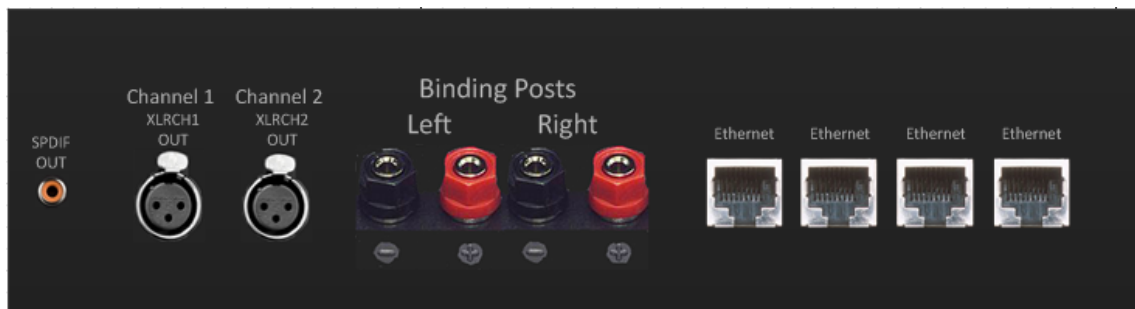 SPDIF
OUT
Channel 1
XLRCH1
OUT
Channel 2
XLRCH2
OUT
Binding Posts
Left
Right
Ethernet
Ethernet
Ethernet
Ethernet